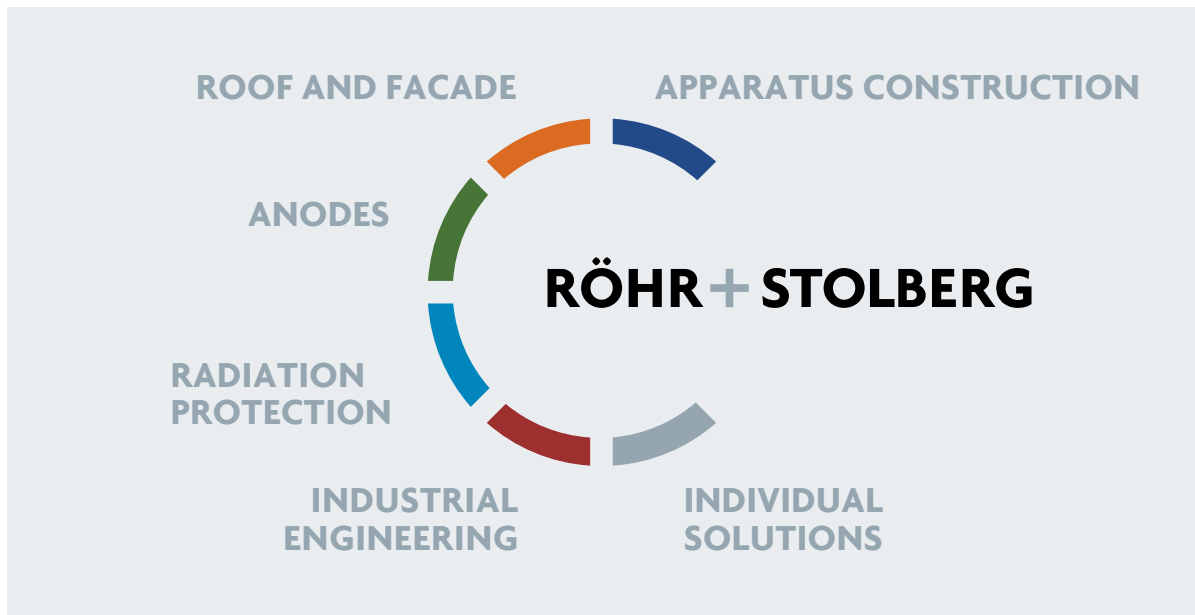 ROOF AND FACADE
APPARATUS CONSTRUCTION
ANODES
RÖHR + STOLBERG
RADIATION
PROTECTION
INDUSTRIAL
ENGINEERING
INDIVIDUAL
SOLUTIONS